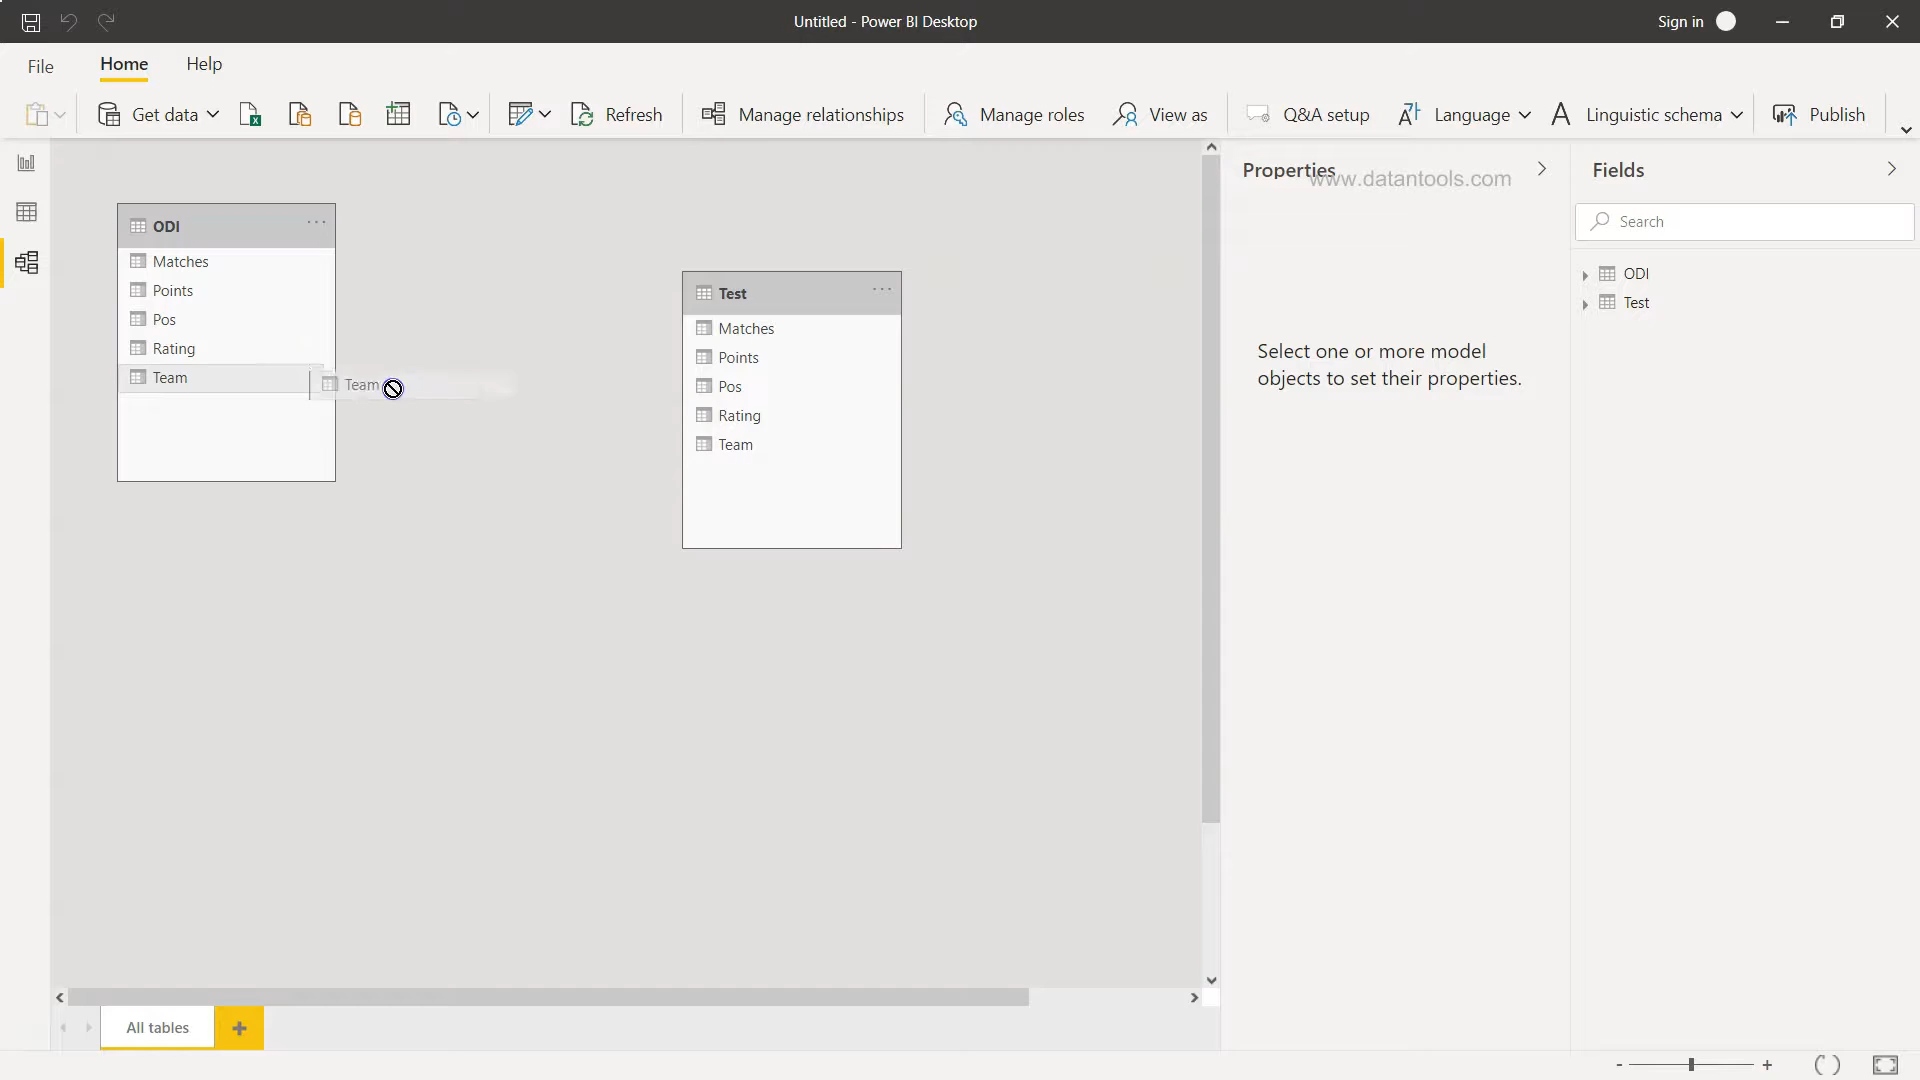 Untitled - Power BI Desktop
Sign in
File
Home
Help
Get data
Refresh
Manage relationships
Manage roles
View as
Q&A setup
Language
Linguistic schema
Publish
Properties
www.datantools.com
Fields
Search
ODI
Matches
Points
Pos
Rating
Team
Team
Test
Matches
Points
Pos
Rating
Team
Select one or more model
objects to set their properties.
ODI
Test
All tables